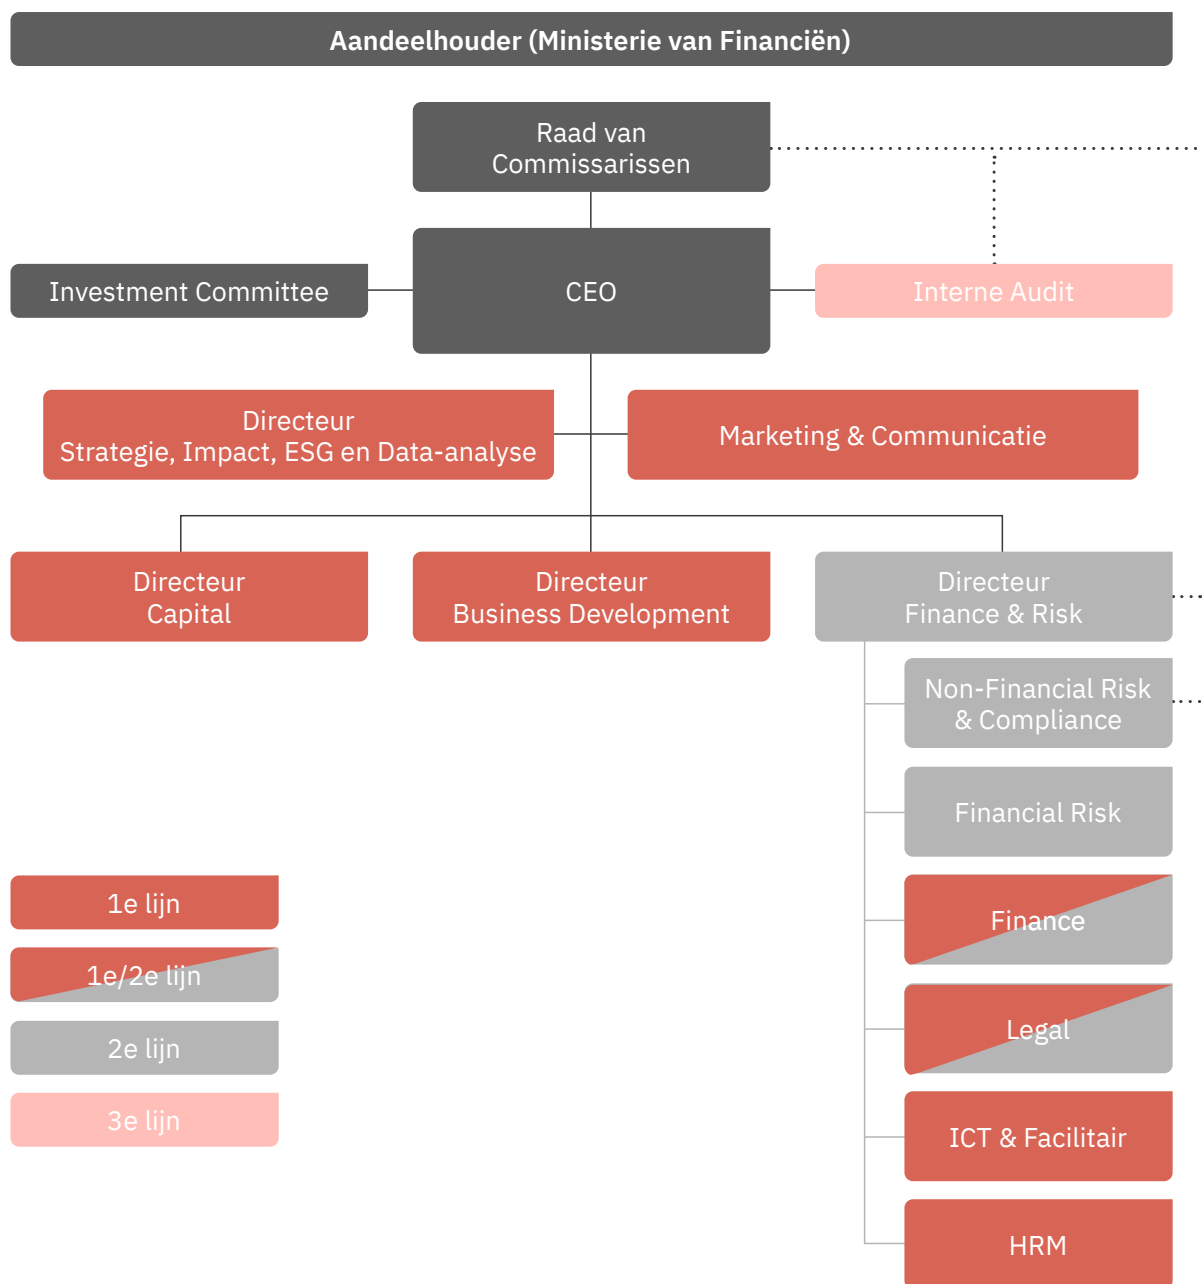 Aandeelhouder (Ministerie van Financiën)
Raad van
Commissarissen
Investment Committee
CEO
Interne Audit
Directeur
Strategie, Impact, ESG en Data-analyse
Marketing & Communicatie
Directeur
Capital
Directeur
Business Development
Directeur
Finance & Risk
Non-Financial Risk
& Compliance
Financial Risk
Finance
Legal
ICT & Facilitair
HRM
1e lijn
1e/2e lijn
2e lijn
3e lijn